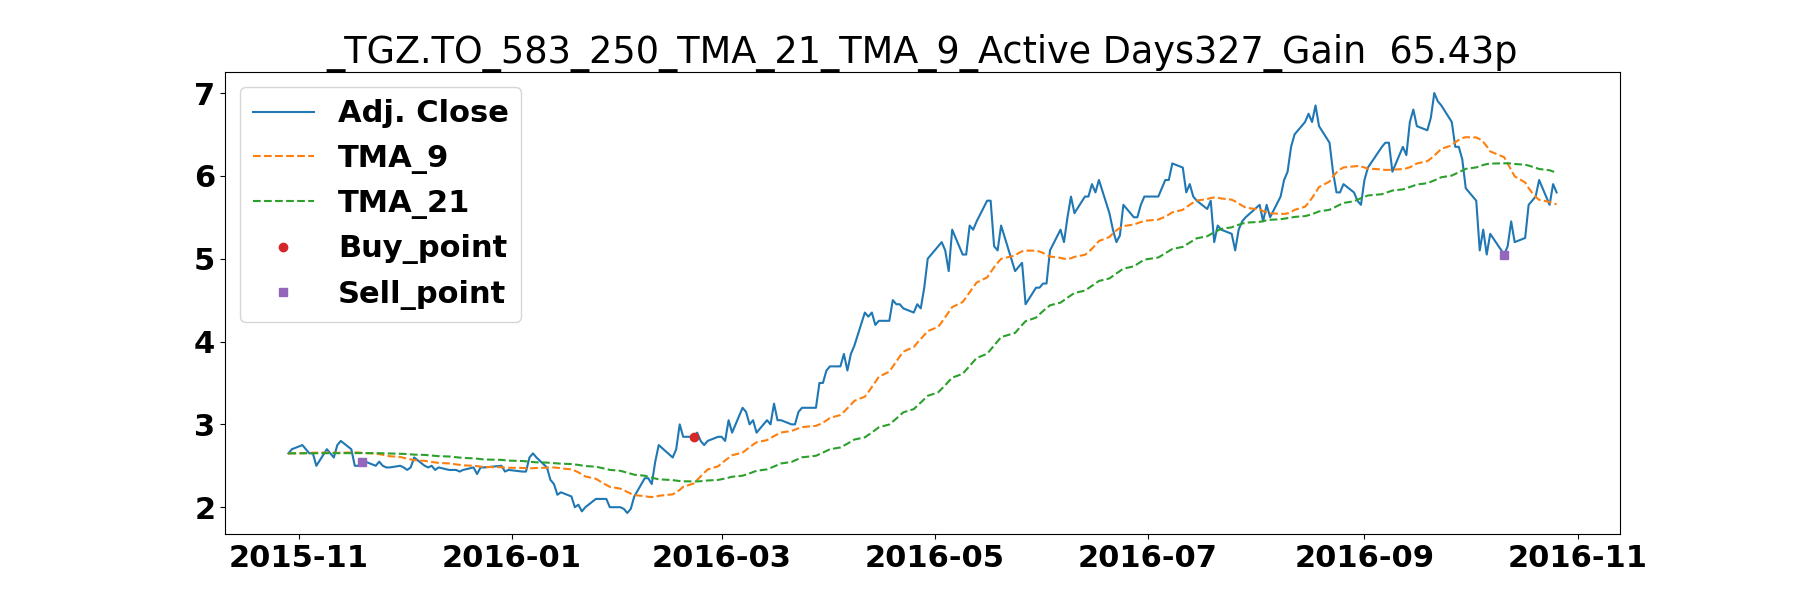 _TGZ.TO_583_250_TMA_21_TMA_9_Active Days327_Gain  65.43p
7
6
5
4
3
2
Adj. Close
TMA_9
TMA_21
Buy_point
Sell_point
2015-11 2016-01 2016-03 2016-05 2016-07 2016-09 2016-11